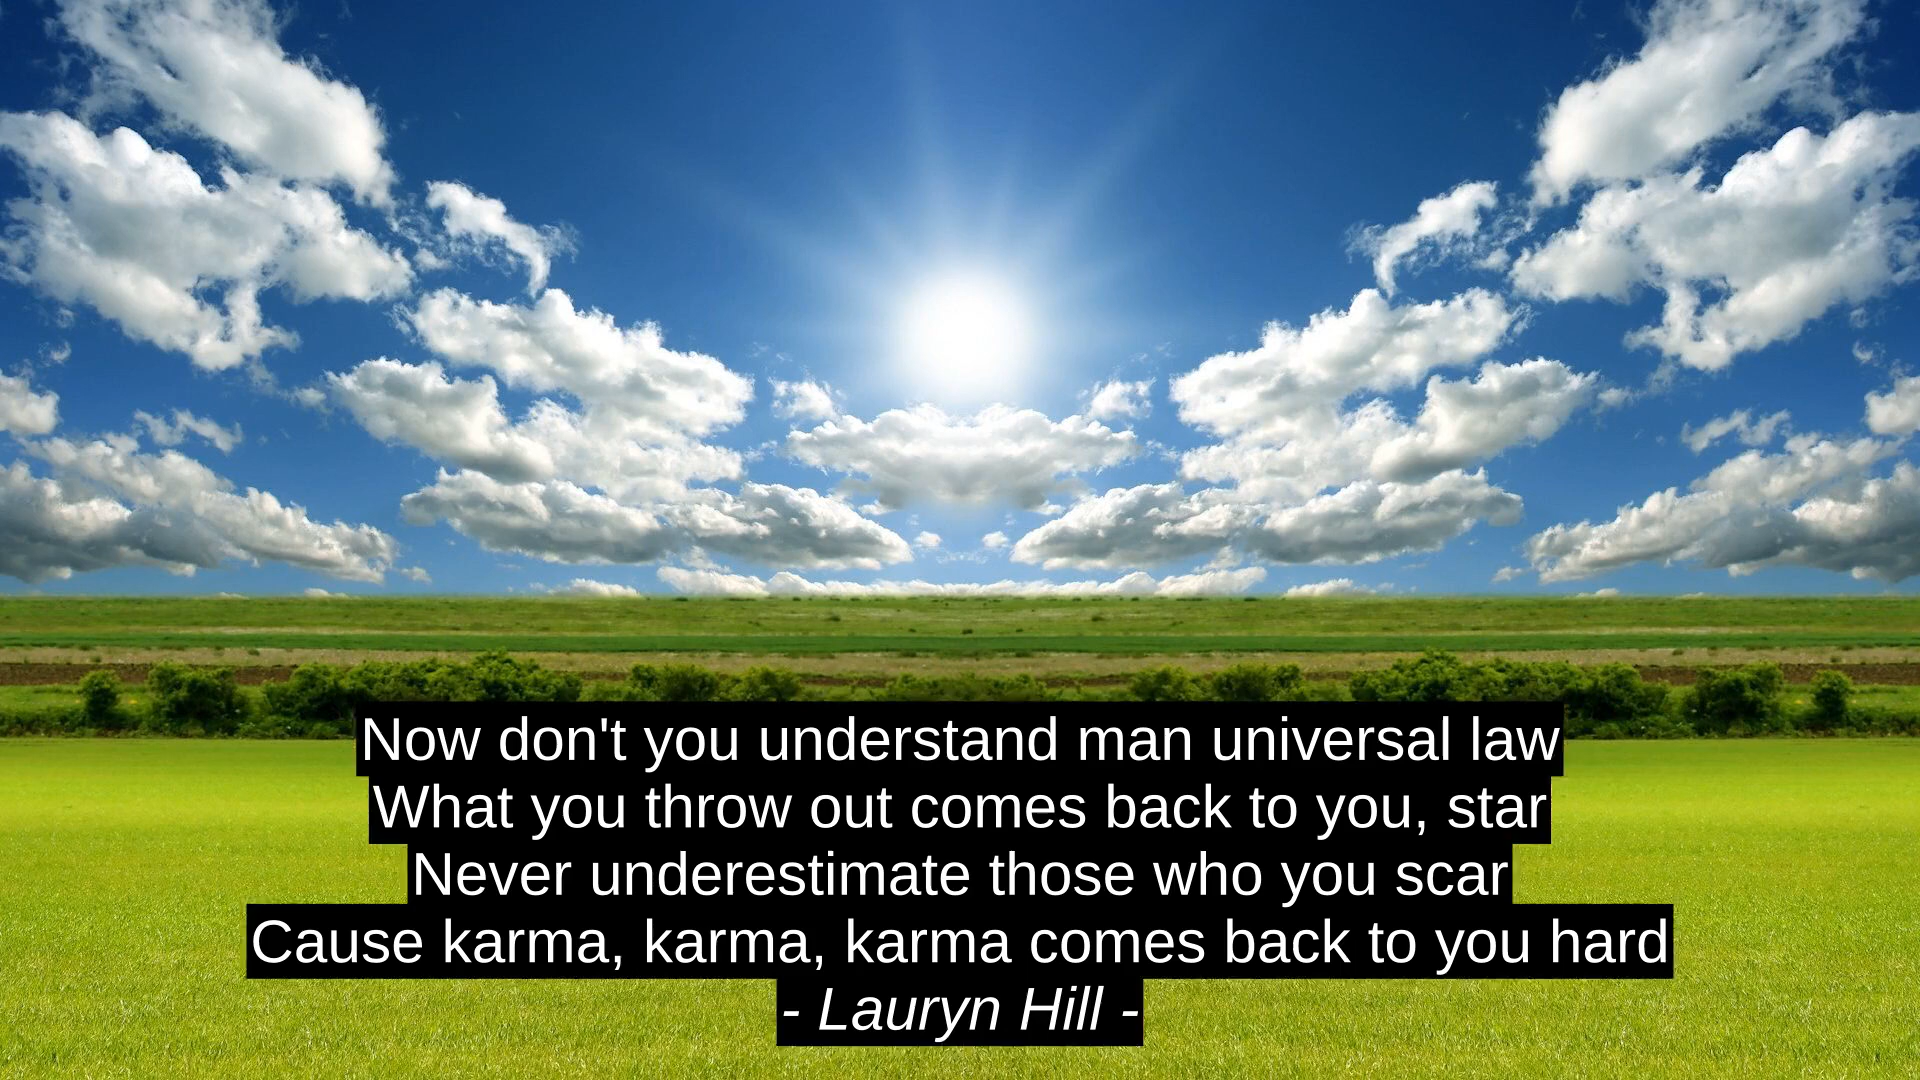 Now don't you understand man universal law
What you throw out comes back to you, star
Never underestimate those who you scar
Cause karma, karma, karma comes back to you hard
- Lauryn Hill -